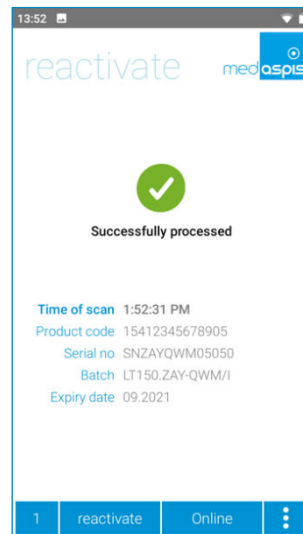 13:52
reactivate
med aspis
Successfully processed
Time of scan 1:52:31 PM
Product code 15412345678905
Serial no SNZAYQWM05050
Batch LT150.ZAY-QWM/I
Expiry date 09.2021
1 reactivate Online